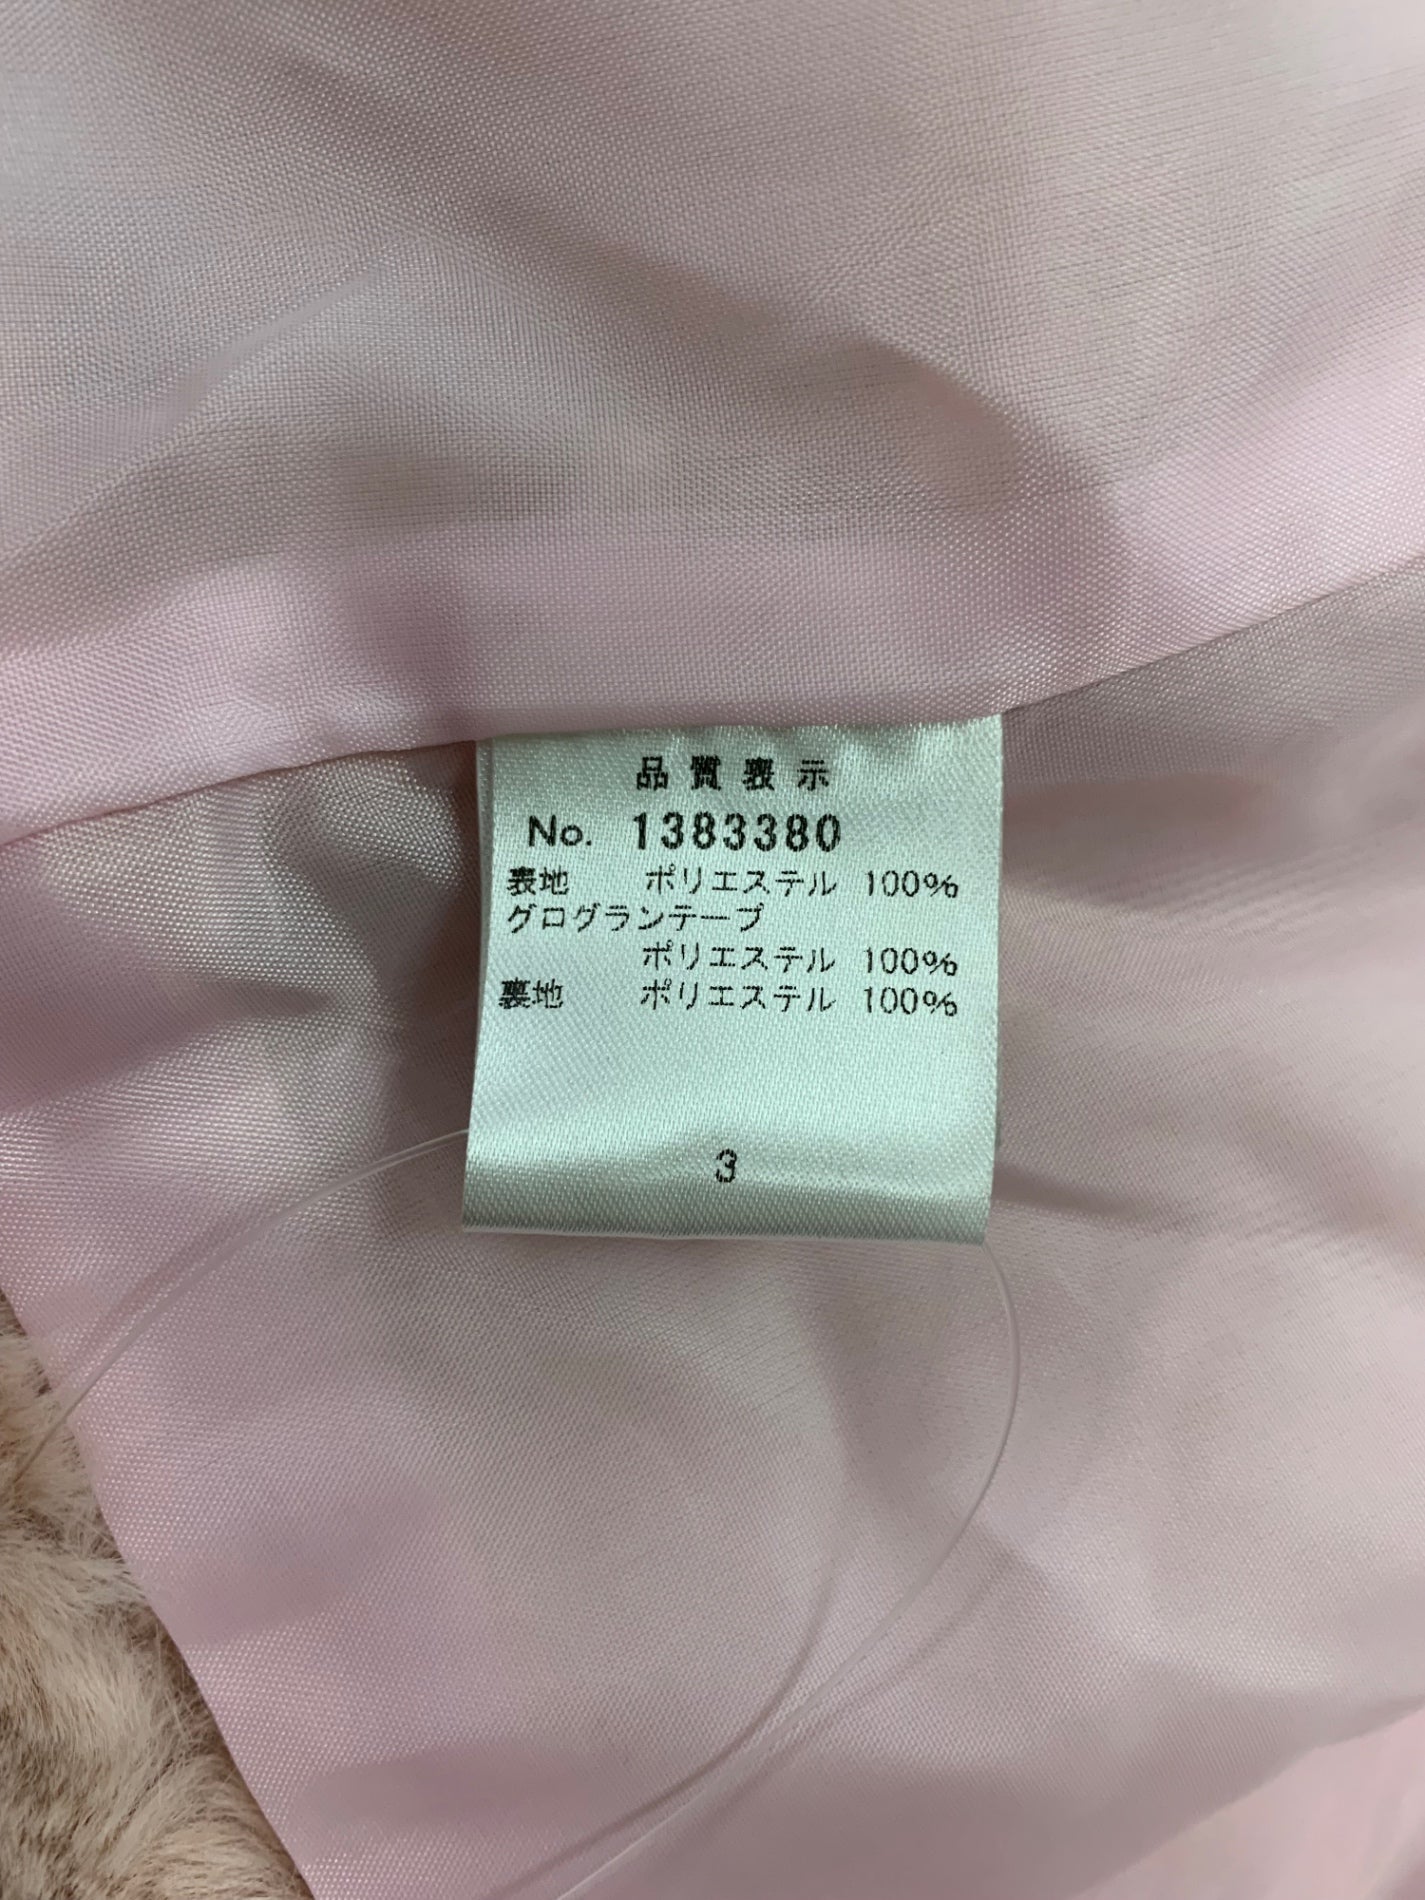 品質表示
No. 1383380
表地 ポリエステル 100%
グログランテープ
ポリエステル 100%
裏地 ポリエステル 100%
3